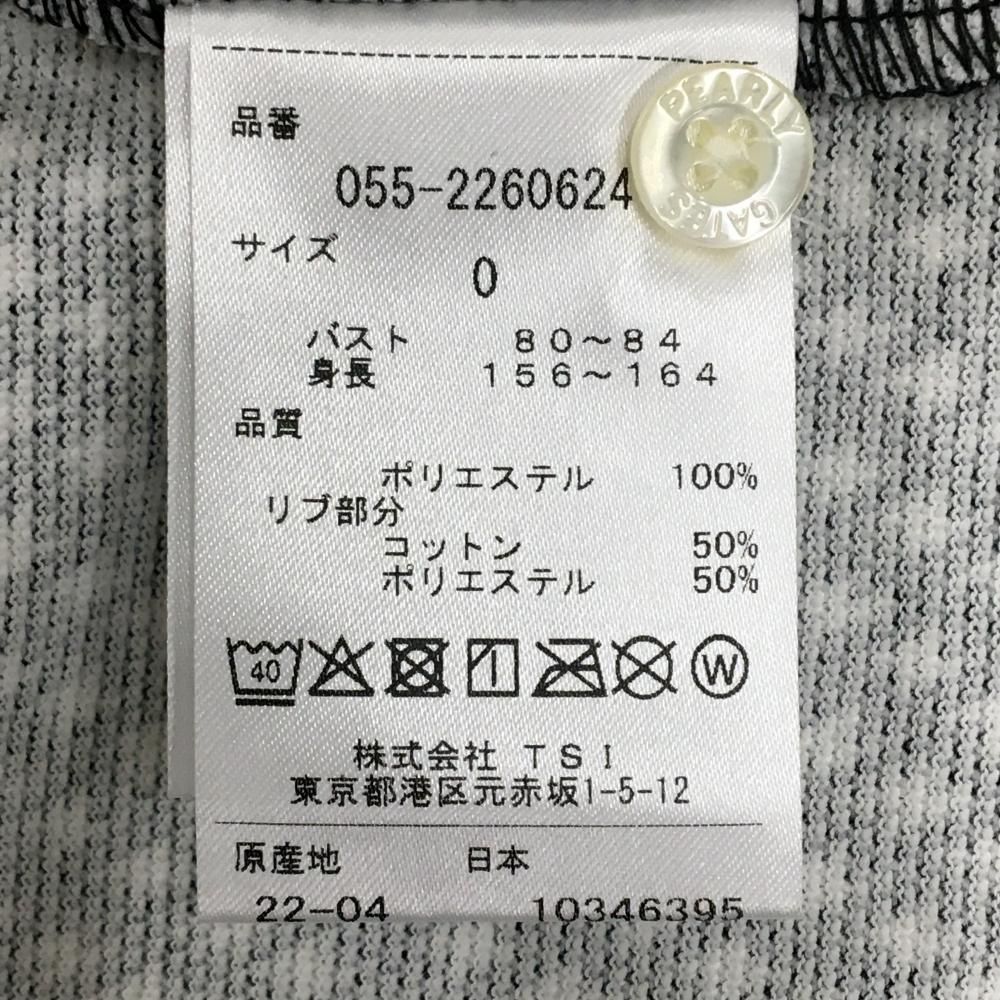 品番
055-2260624
PEARLY
GATES
サイズ
0
バスト 80～84
身長 156～164
品質
ポリエステル 100%
リブ部分
コットン 50%
ポリエステル 50%
40 W
株式会社 TSI
東京都港区元赤坂1-5-12
原産地 日本
22-04 10346395